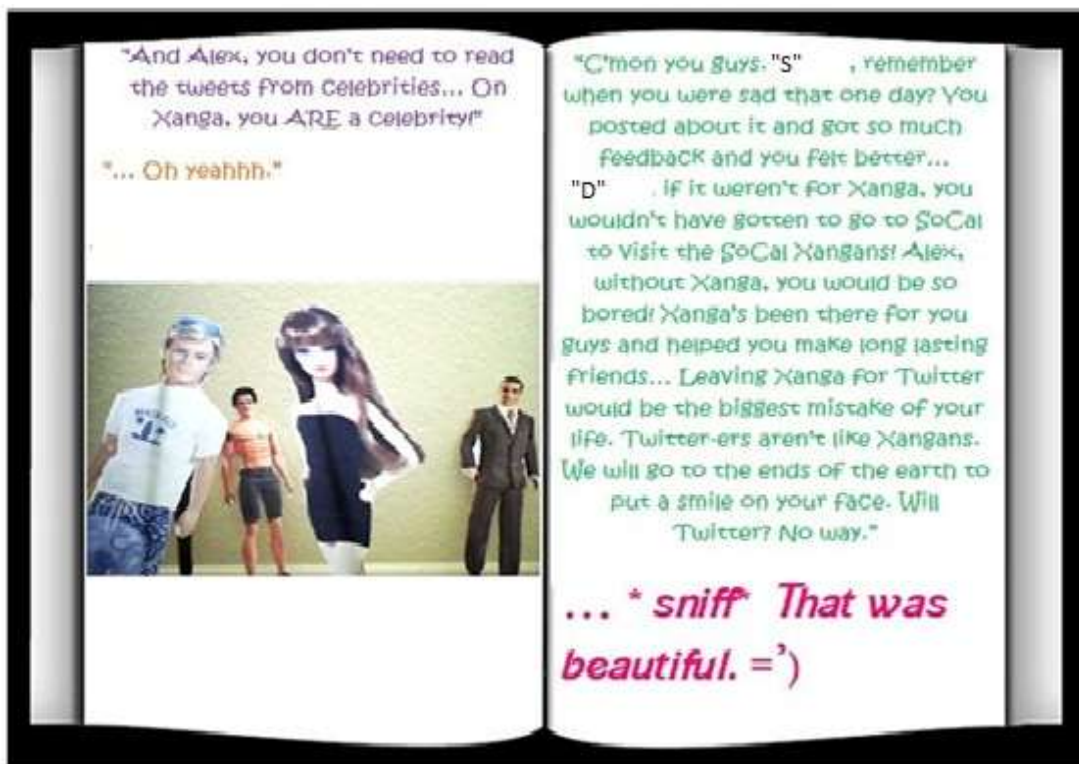 "And Alex, you don't need to read
the tweets from celebrities... On
Xanga, you ARE a celebrity!"
"... Oh yeahhh."
"C'mon you guys. "S" , remember
when you were sad that one day? You
posted about it and got so much
feedback and you felt better...
"D" , if it weren't for Xanga, you
wouldn't have gotten to go to SoCal
to visit the SoCal Xangans! Alex,
without Xanga, you would be so
bored! Xanga's been there for you
guys and helped you make long lasting
friends... Leaving Xanga for Twitter
would be the biggest mistake of your
life. Twitter-ers aren't like Xangans.
We will go to the ends of the earth to
put a smile on your face. Will
Twitter? No way."
... * sniff* That was
beautiful. =')